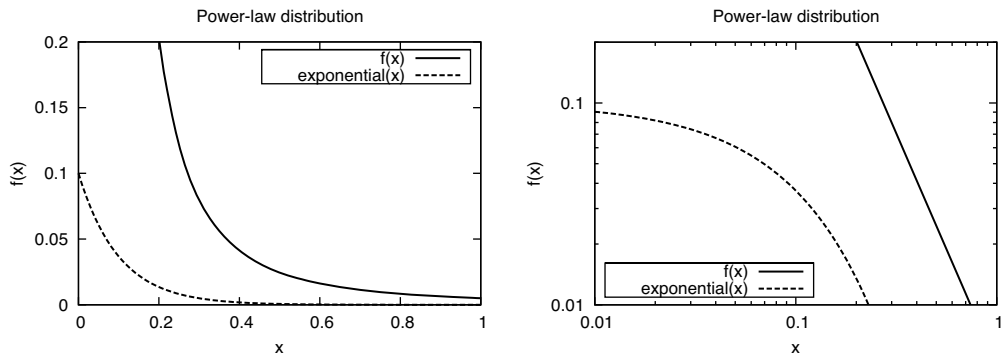 Power-law distribution
0.2
0.15
0.1
0.05
0
f(x)
f(x)
exponential(x)
0 0.2 0.4 0.6 0.8 1
x
Power-law distribution
0.1
0.01
f(x)
f(x)
exponential(x)
0.01 0.1 1
x